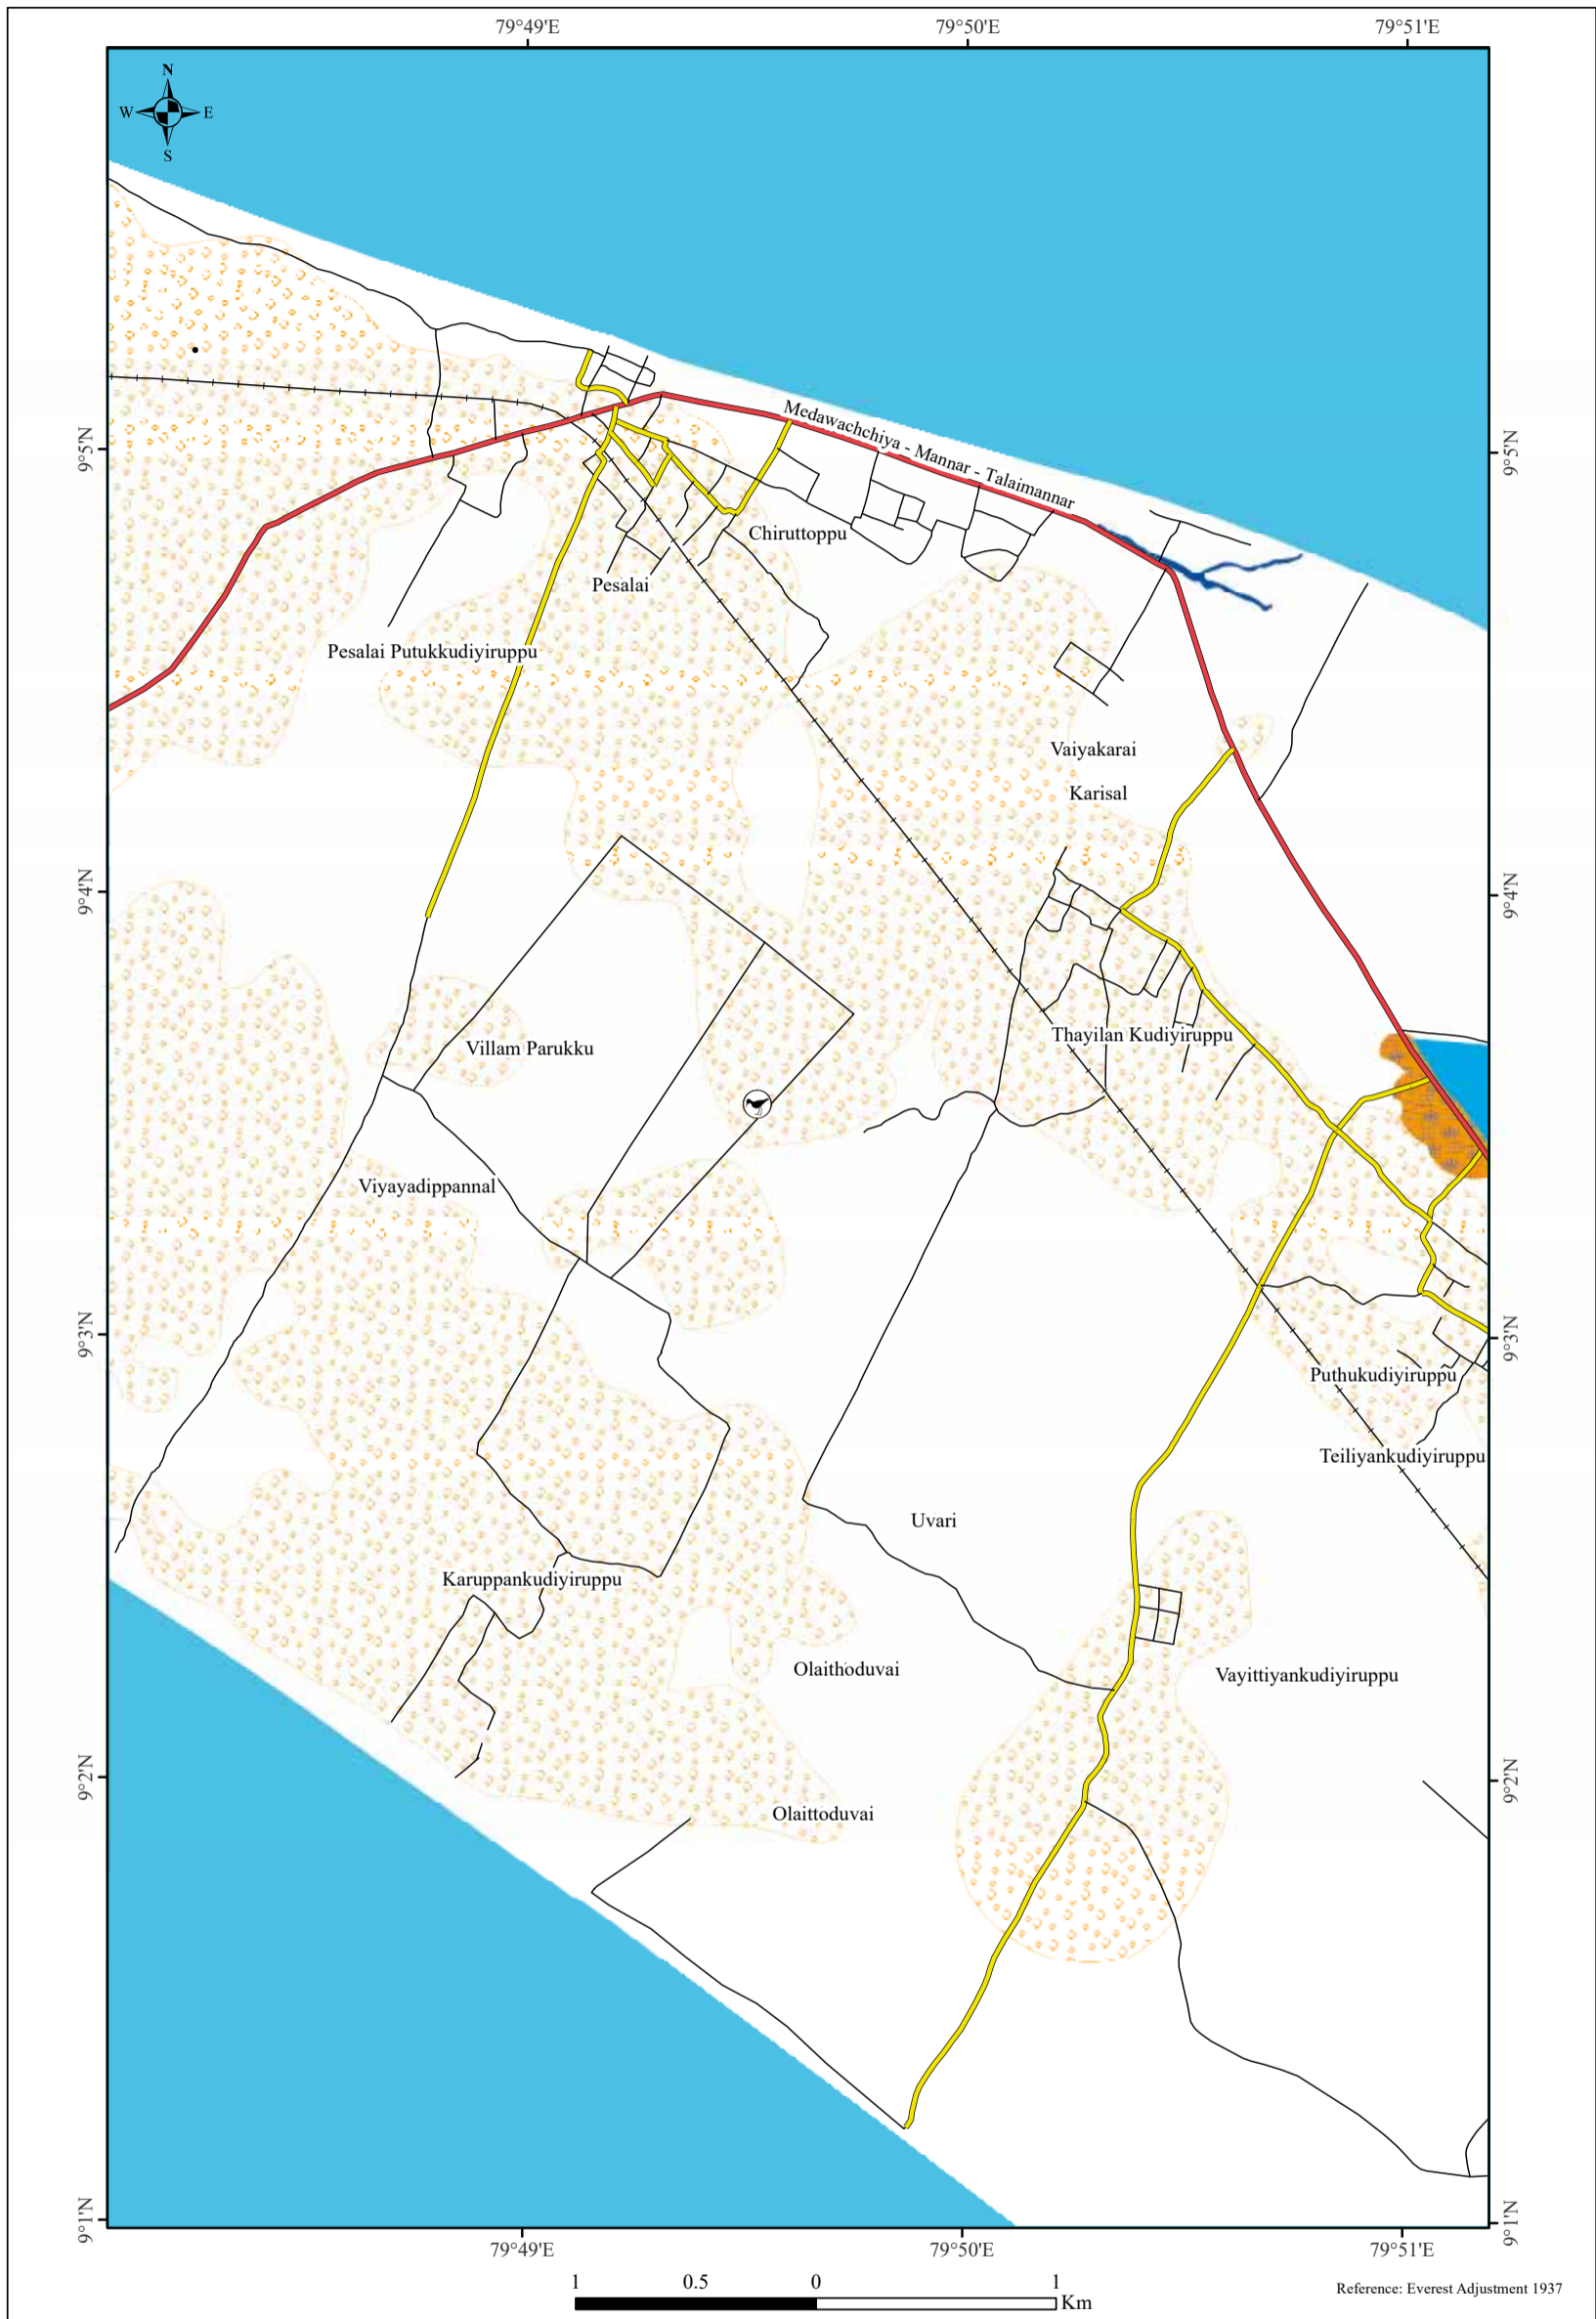 79°49'E
79°50'E
79°51'E
N
W
E
S
Medawachchiya - Mannar - Talaimannar
9°5'N
9°5'N
Chiruttoppu
Pesalai
Pesalai Putukkudiyiruppu
Vaiyakarai
Karisal
9°4'N
9°4'N
Thayilan Kudiyiruppu
Villam Parukku
Viyayadippannal
9°3'N
9°3'N
Puthukudiyiruppu
Teiliyankudiyiruppu
Uvari
Karuppankudiyiruppu
Olaithoduvai
Vayittiyankudiyiruppu
9°2'N
9°2'N
Olaittoduvai
9°1'N
9°1'N
79°49'E
79°50'E
79°51'E
1
0.5
0
1
Km
Reference: Everest Adjustment 1937